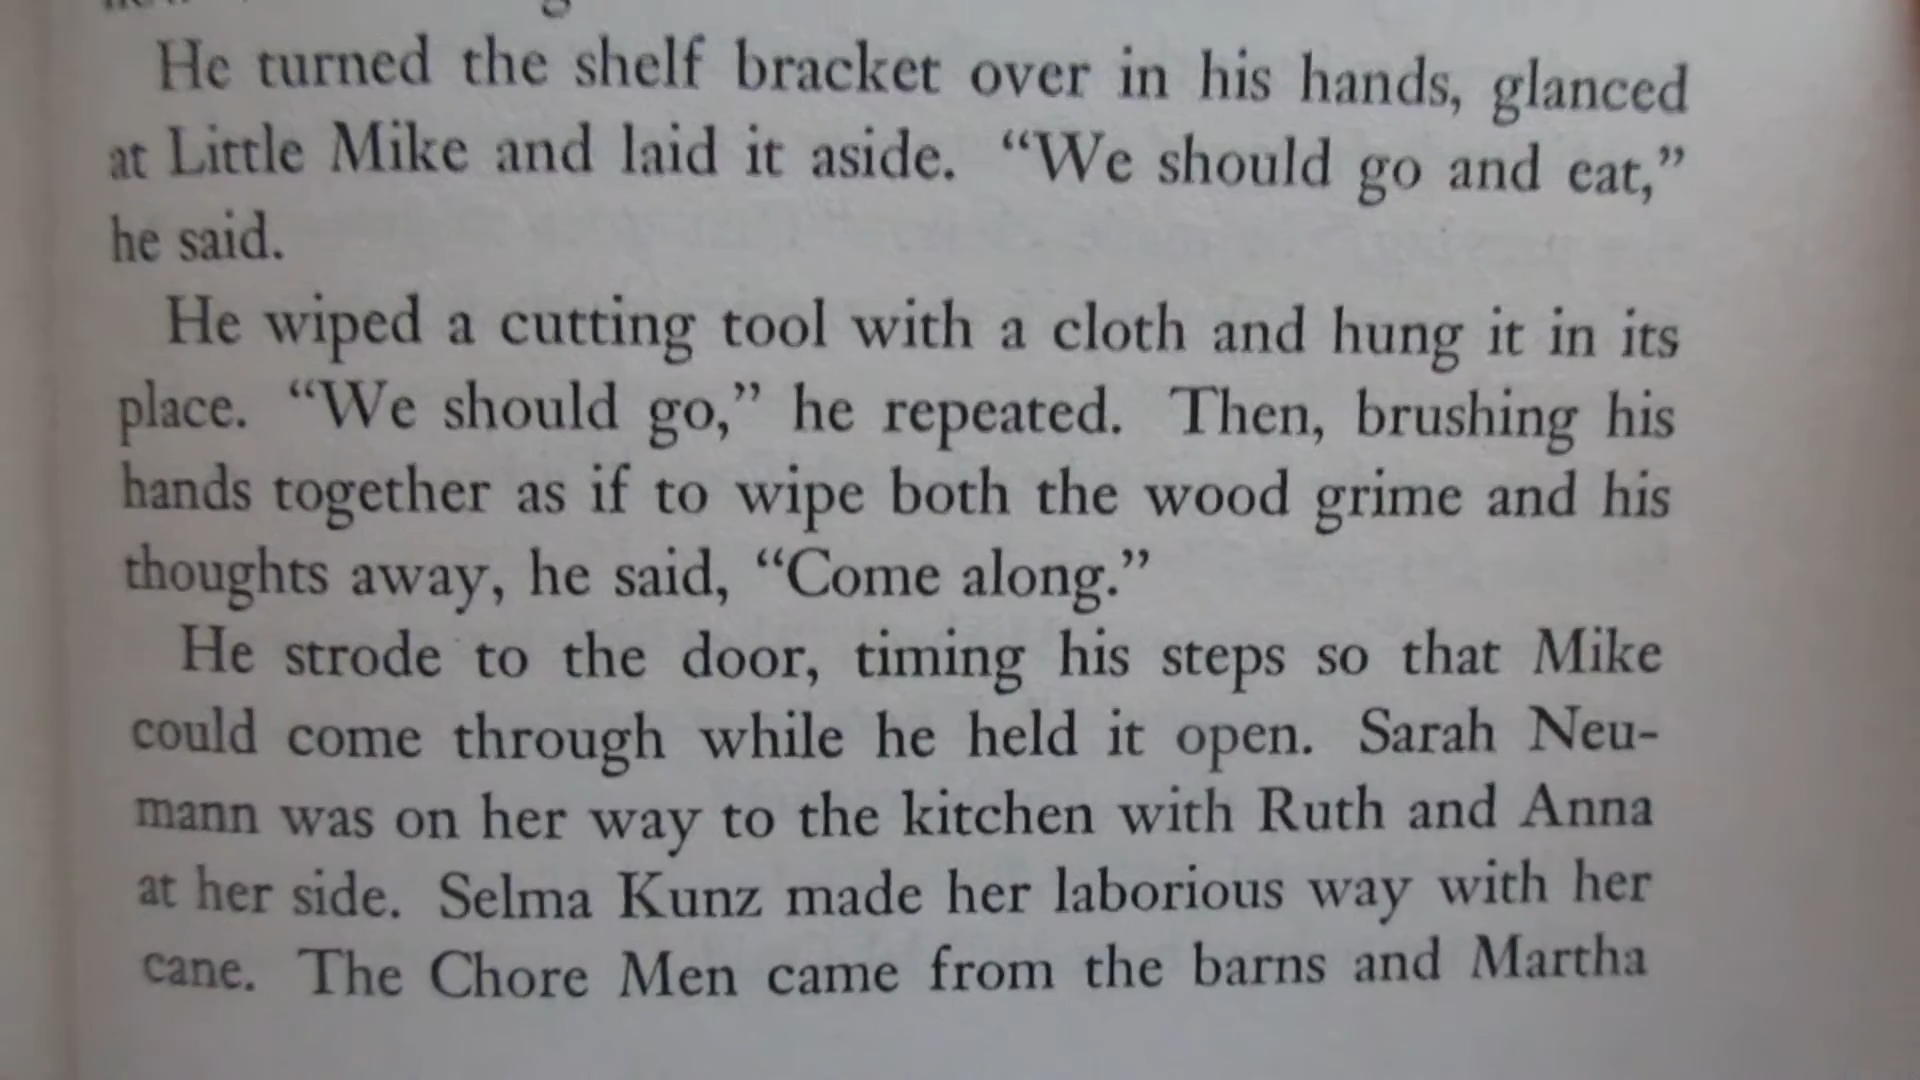 He turned the shelf bracket over in his hands, glanced
at Little Mike and laid it aside. “We should go and eat,”
he said.
He wiped a cutting tool with a cloth and hung it in its
place. “We should go,” he repeated. Then, brushing his
hands together as if to wipe both the wood grime and his
thoughts away, he said, “Come along.”
He strode to the door, timing his steps so that Mike
could come through while he held it open. Sarah Neu-
mann was on her way to the kitchen with Ruth and Anna
at her side. Selma Kunz made her laborious way with her
cane. The Chore Men came from the barns and Martha